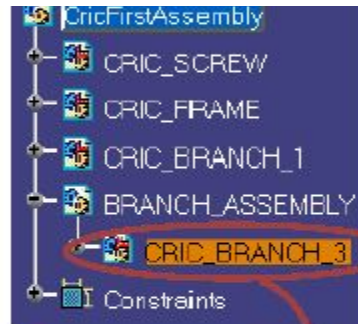 CricFirstAssembly
CRIC_SCREW
CRIC_FRAME
CRIC_BRANCH_1
BRANCH_ASSEMBLY
CRIC_BRANCH_3
Constraints